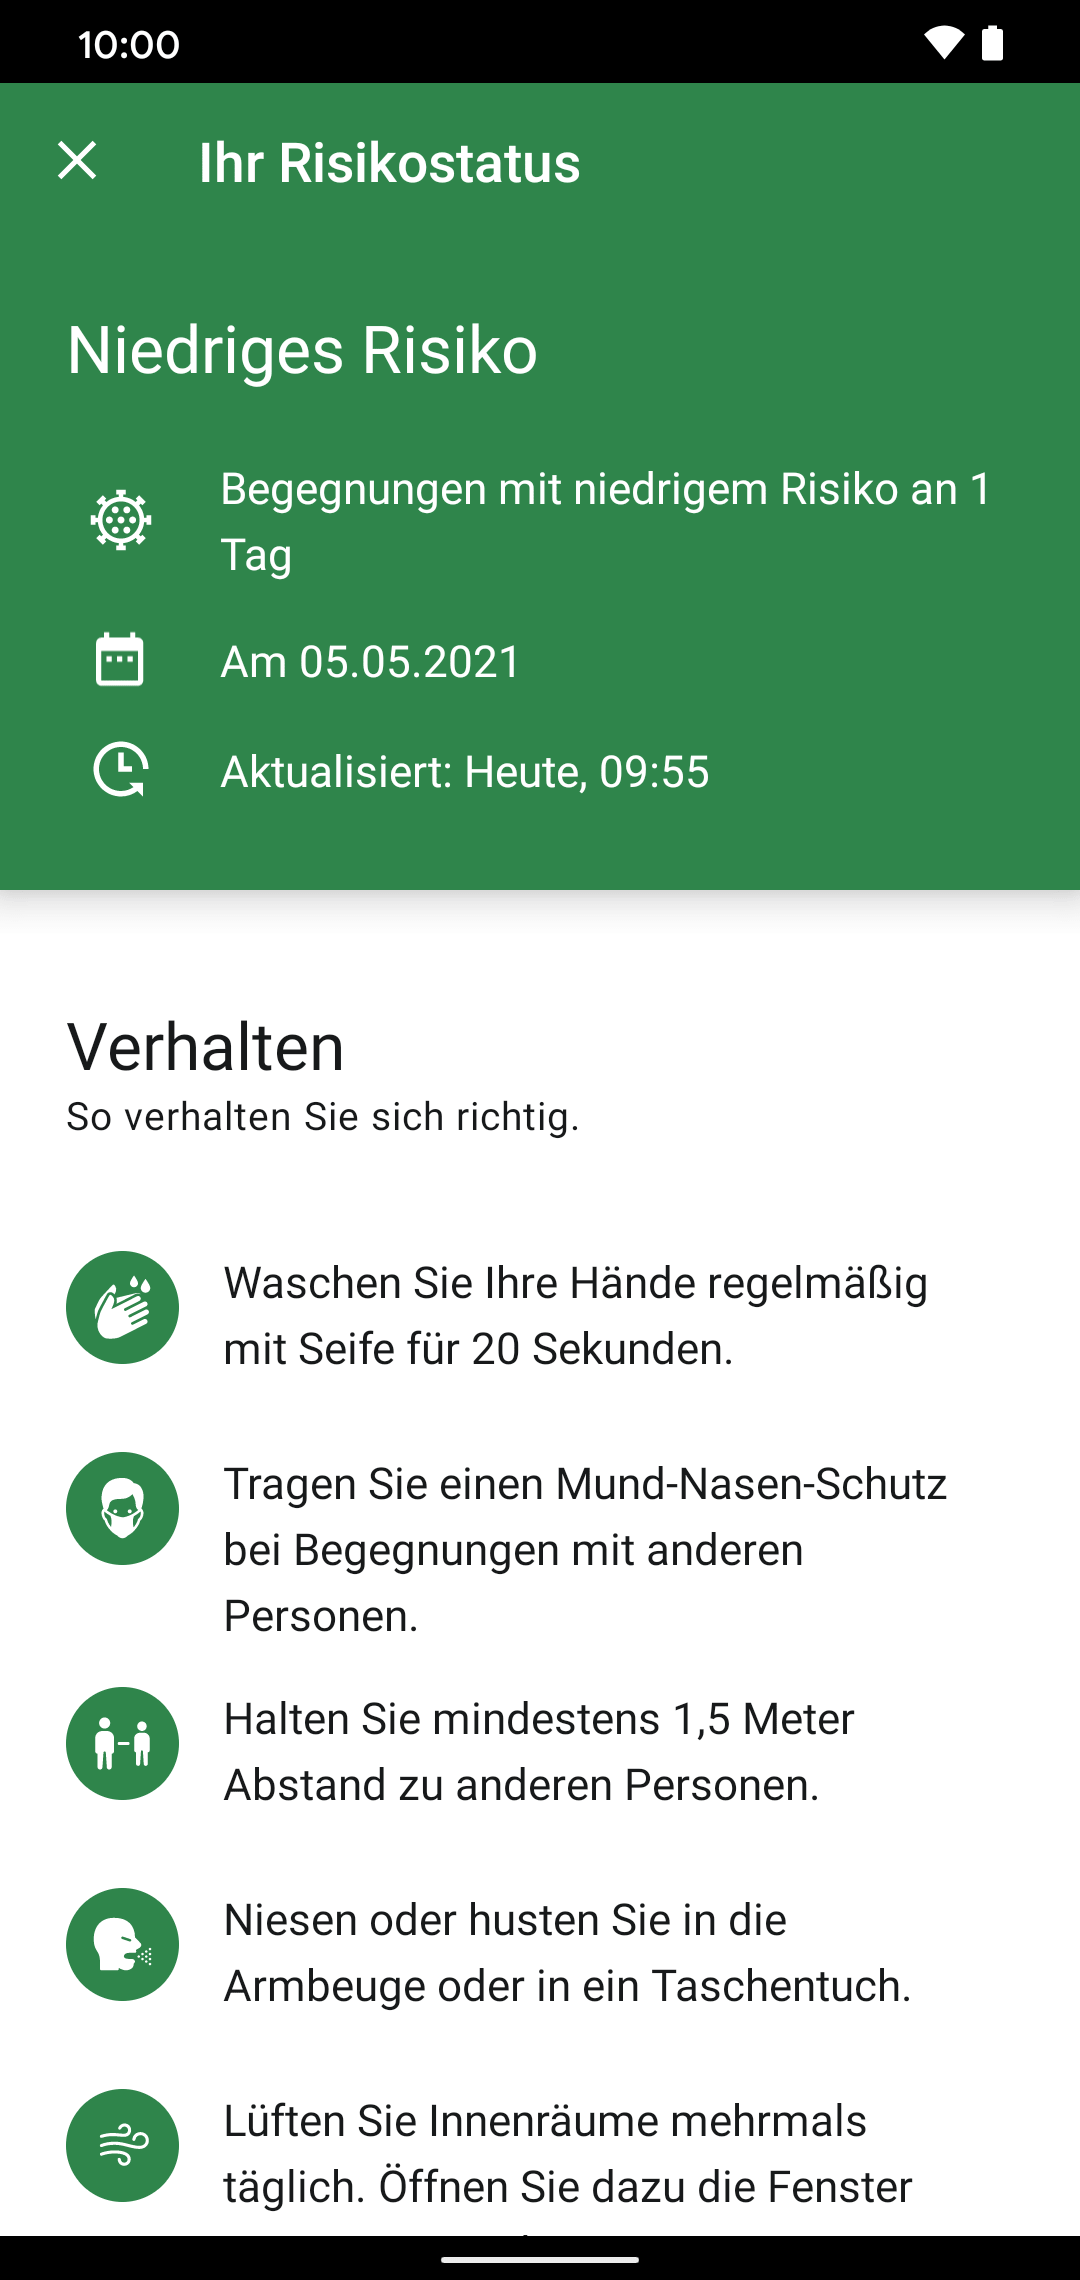 10:00
Ihr Risikostatus
Niedriges Risiko
Begegnungen mit niedrigem Risiko an 1
Tag
Am 05.05.2021
Aktualisiert: Heute, 09:55
Verhalten
So verhalten Sie sich richtig.
Waschen Sie Ihre Hände regelmäßig
mit Seife für 20 Sekunden.
Tragen Sie einen Mund-Nasen-Schutz
bei Begegnungen mit anderen
Personen.
Halten Sie mindestens 1,5 Meter
Abstand zu anderen Personen.
Niesen oder husten Sie in die
Armbeuge oder in ein Taschentuch.
Lüften Sie Innenräume mehrmals
täglich. Öffnen Sie dazu die Fenster